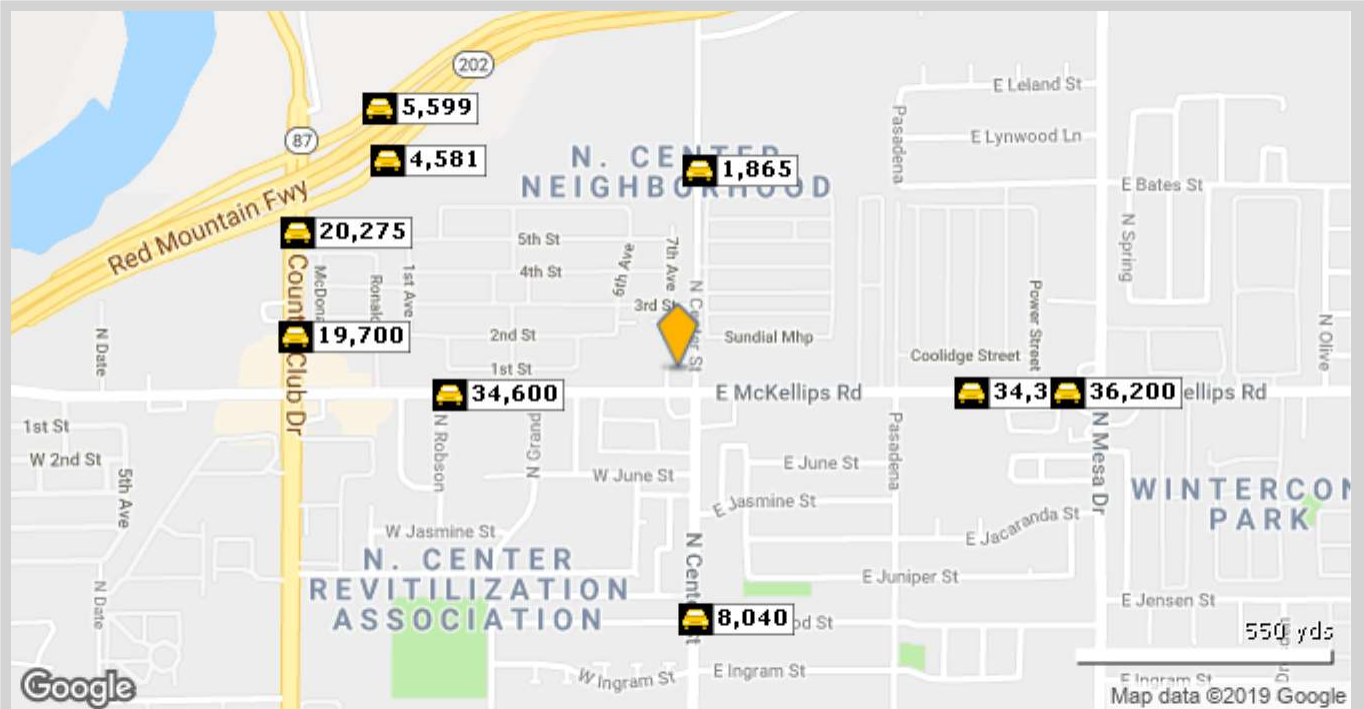 202
E Leland St
5,599
Pasadena
E Lynwood Ln
87
4,581
N. CENTER
NEIGHBORHOOD
1,865
E Bates St
Red Mountain Fwy
20,275
5th St
6th Ave
7th Ave
N Spring
4th St
McDona
Ronald
1st Ave
3rd St
N Center St
Power Street
N Date
19,700
2nd St
Sundial Mhp
Coolidge Street
N Olive
Country Club Dr
1st St
34,600
E McKellips Rd
34,3
36,200
ellips Rd
1st St
N Robson
N Grand
Pasadena
N Mesa Dr
W 2nd St
5th Ave
W June St
E June St
E Jasmine St
WINTERCON
PARK
W Jasmine St
E Jacaranda St
N. CENTER
REVITILIZATION
ASSOCIATION
N Center St
E Juniper St
N Date
E Jensen St
8,040
od St
550 yds
W Ingram St
E Ingram St
E Ingram St
Google
Map data ©2019 Google